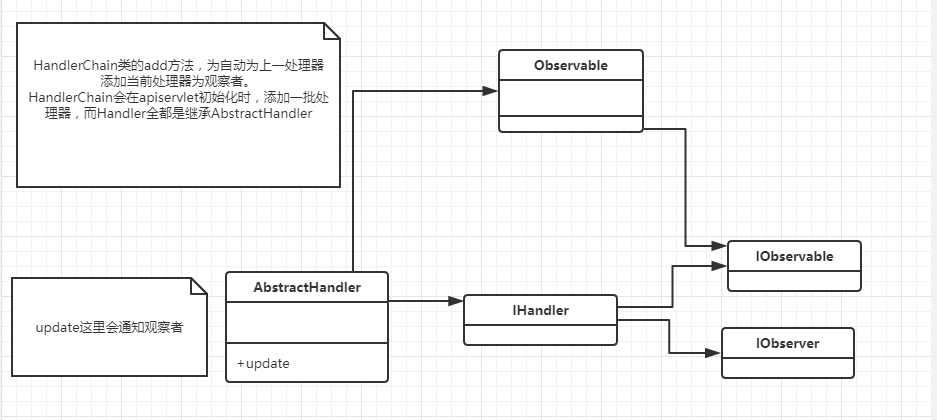 HandlerChain类的add方法，为自动为上一处理器
添加当前处理器为观察者。
HandlerChain会在apiservlet初始化时，添加一批处
理器，而Handler全都是继承AbstractHandler
Observable
IObservable
AbstractHandler
IHandler
update这里会通知观察者
IObserver
+update